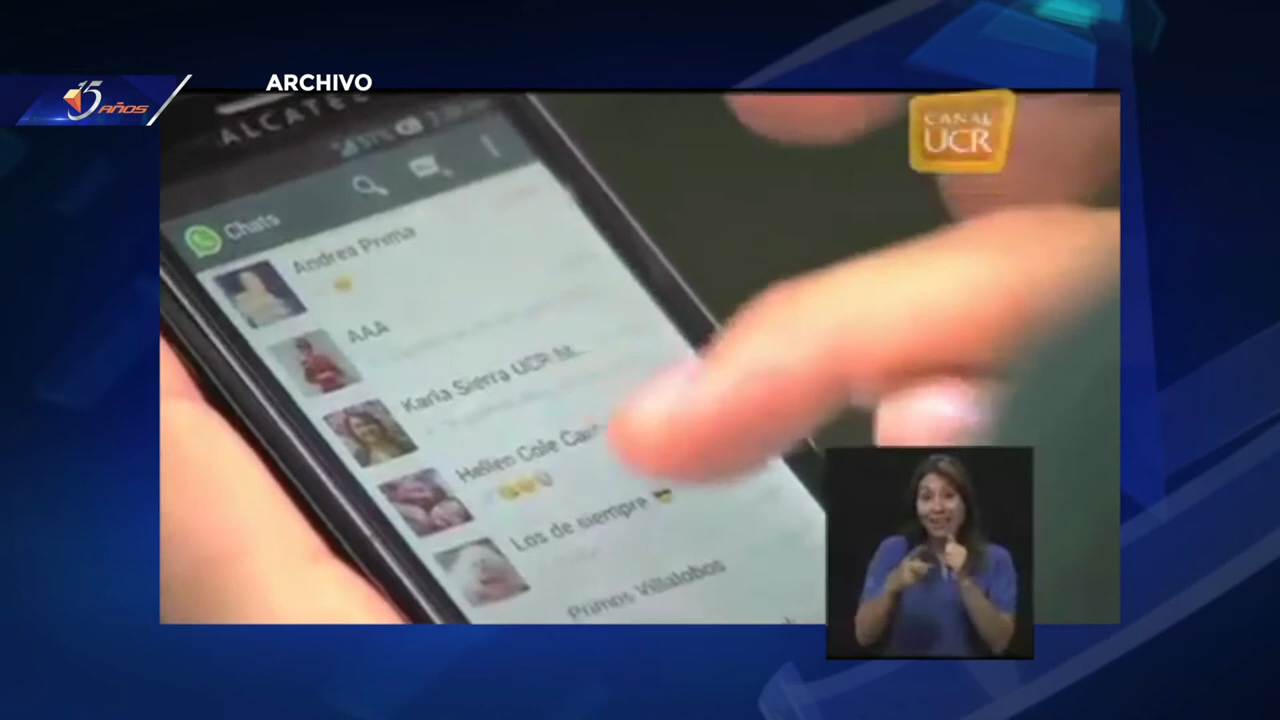 ARCHIVO
15
AÑOS
CANAL
UCR
ALCATEL
Chats
Andrea Prima
AAA
Karla Sierra UCR M...
Hellen Cole
Los de siempre
Primos Villalobos